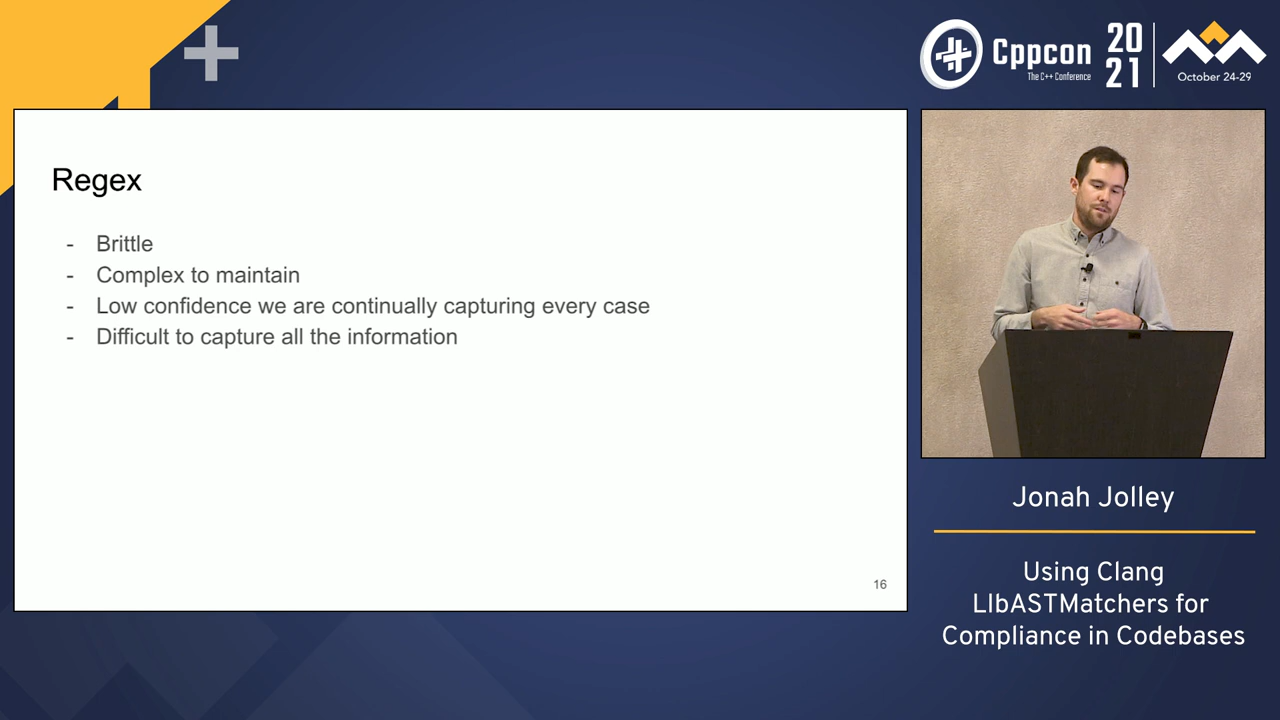 Cppcon
The C++ Conference
20
21
October 24-29
Regex
- Brittle
- Complex to maintain
- Low confidence we are continually capturing every case
- Difficult to capture all the information
16
Jonah Jolley
Using Clang
LIbASTMatchers for
Compliance in Codebases